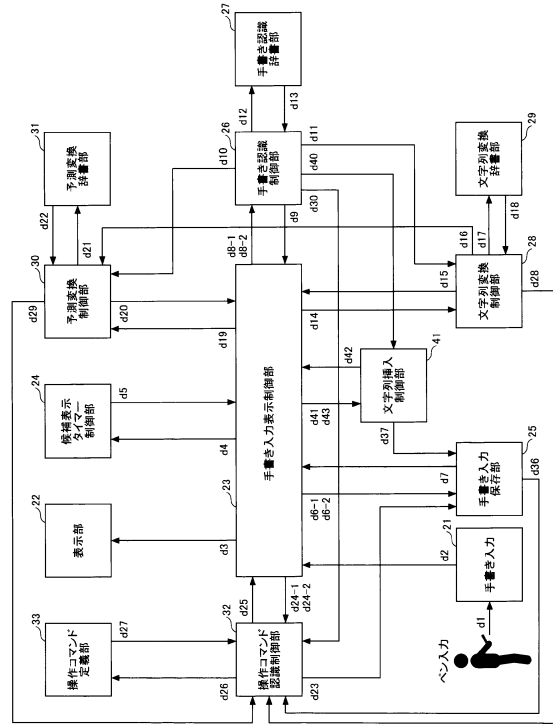 27
手書き認識
辞書部
d12
d13
31
予測変換
辞書部
26
手書き認識
制御部
d10
d11
d40
d30
29
文字列変換
辞書部
d22
d21
d8-1
d8-2
d9
d16
d17
d18
30
予測変換
制御部
d29
d20
d19
28
文字列変換
制御部
d15
d14
d28
24
候補表示
タイマー
制御部
d5
d4
23
手書き入力表示制御部
d42
d41
d43
41
文字列挿入
制御部
d37
22
表示部
d3
d6-1
d6-2
d7
25
手書き入力
保存部
d36
21
手書き入力
d2
33
操作コマンド
定義部
d27
d26
32
操作コマンド
認識制御部
d25
d24-1
d24-2
d23
d1
ペン入力